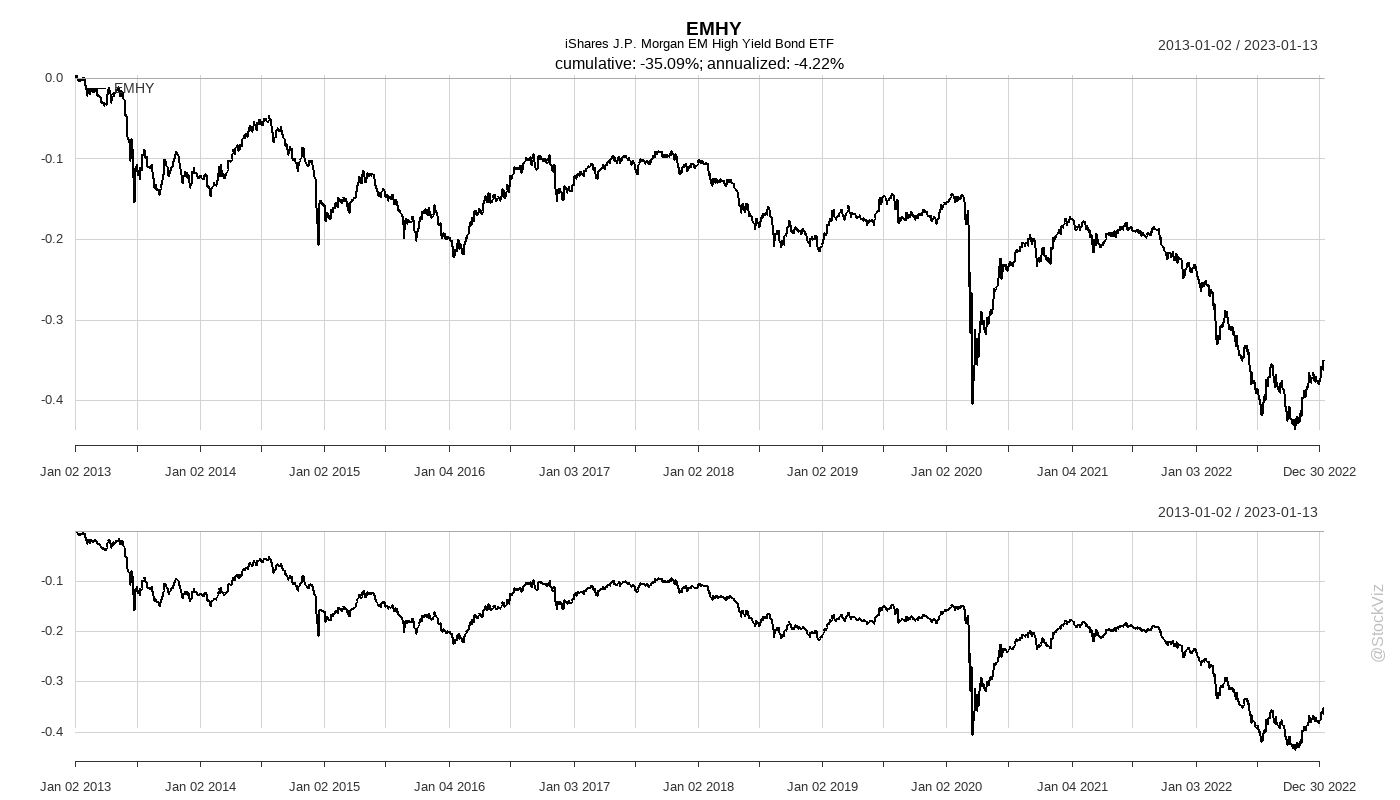 EMHY
iShares J.P. Morgan EM High Yield Bond ETF
cumulative: -35.09%; annualized: -4.22%
2013-01-02 / 2023-01-13
EMHY
0.0
-0.1
-0.2
-0.3
-0.4
Jan 02 2013 Jan 02 2014 Jan 02 2015 Jan 04 2016 Jan 03 2017 Jan 02 2018 Jan 02 2019 Jan 02 2020 Jan 04 2021 Jan 03 2022 Dec 30 2022
2013-01-02 / 2023-01-13
-0.1
-0.2
-0.3
-0.4
Jan 02 2013 Jan 02 2014 Jan 02 2015 Jan 04 2016 Jan 03 2017 Jan 02 2018 Jan 02 2019 Jan 02 2020 Jan 04 2021 Jan 03 2022 Dec 30 2022
@StockViz